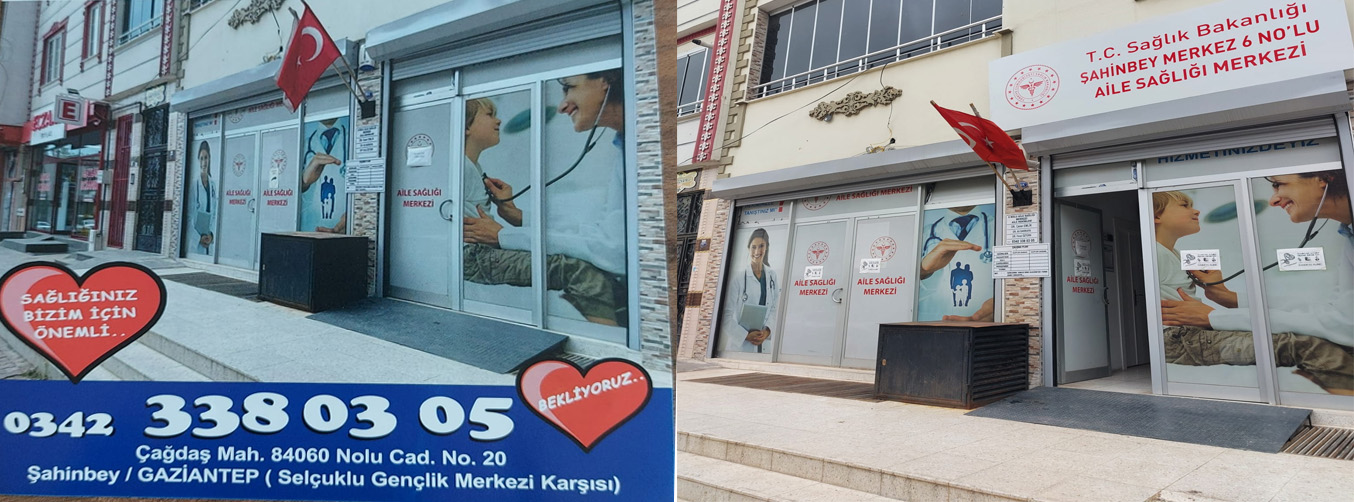 E
AİLE SAĞLIĞI
MERKEZİ
AİLE SAĞLIĞI
MERKEZİ
AİLE SAĞLIĞI
MERKEZİ
SAĞLIĞINIZ
BİZİM İÇİN
ÖNEMLİ..
BEKLİYORUZ..
0342 338 03 05
Çağdaş Mah. 84060 Nolu Cad. No. 20
Şahinbey / GAZİANTEP ( Selçuklu Gençlik Merkezi Karşısı)
T.C. Sağlık Bakanlığı
ŞAHİNBEY MERKEZ 6 NO'LU
AİLE SAĞLIĞI MERKEZİ
HİZMETİNİZDEYİZ
AİLE SAĞLIĞI MERKEZİ
AİLE SAĞLIĞI
MERKEZİ
AİLE SAĞLIĞI
MERKEZİ
AİLE SAĞLIĞI
MERKEZİ